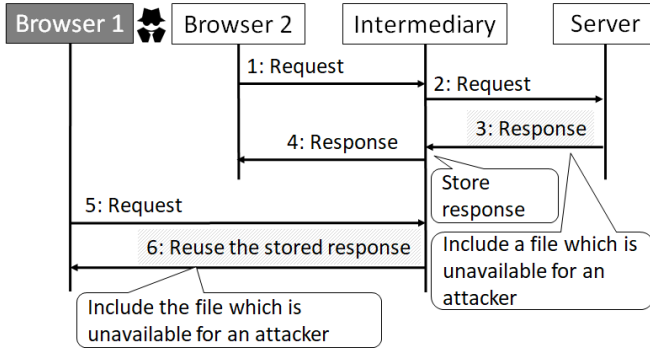 Browser 1
Browser 2
Intermediary
Server
1: Request
2: Request
3: Response
4: Response
Store
response
5: Request
6: Reuse the stored response
Include a file which is
unavailable for an
attacker
Include the file which is
unavailable for an attacker